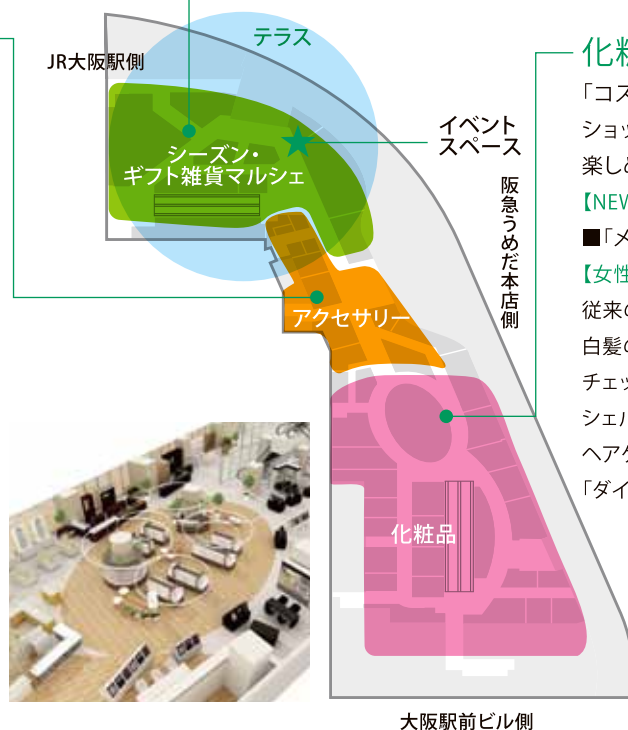 テラス
JR大阪駅側
イベント
スペース
シーズン・
ギフト雑貨マルシェ
阪急うめだ本店側
アクセサリー
化粧品
大阪駅前ビル側
化粧
「コス
ショッ
楽し
【NEW
■「メ
【女性
従来の
白髪の
チェッ
シェル
ヘアケ
「ダイ